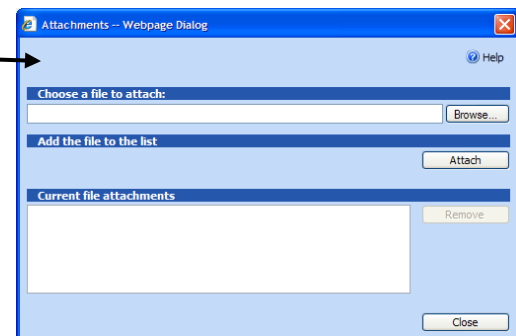 Attachments -- Webpage Dialog
Help
Choose a file to attach:
Browse...
Add the file to the list
Attach
Current file attachments
Remove
Close